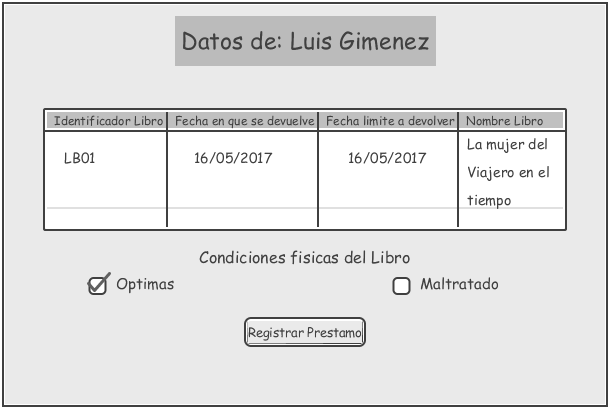 Datos de: Luis Gimenez
Identificador Libro Fecha en que se devuelve Fecha limite a devolver Nombre Libro
LB01 16/05/2017 16/05/2017 La mujer del
Viajero en el
tiempo
Condiciones fisicas del Libro
Optimas Maltratado
Registrar Prestamo